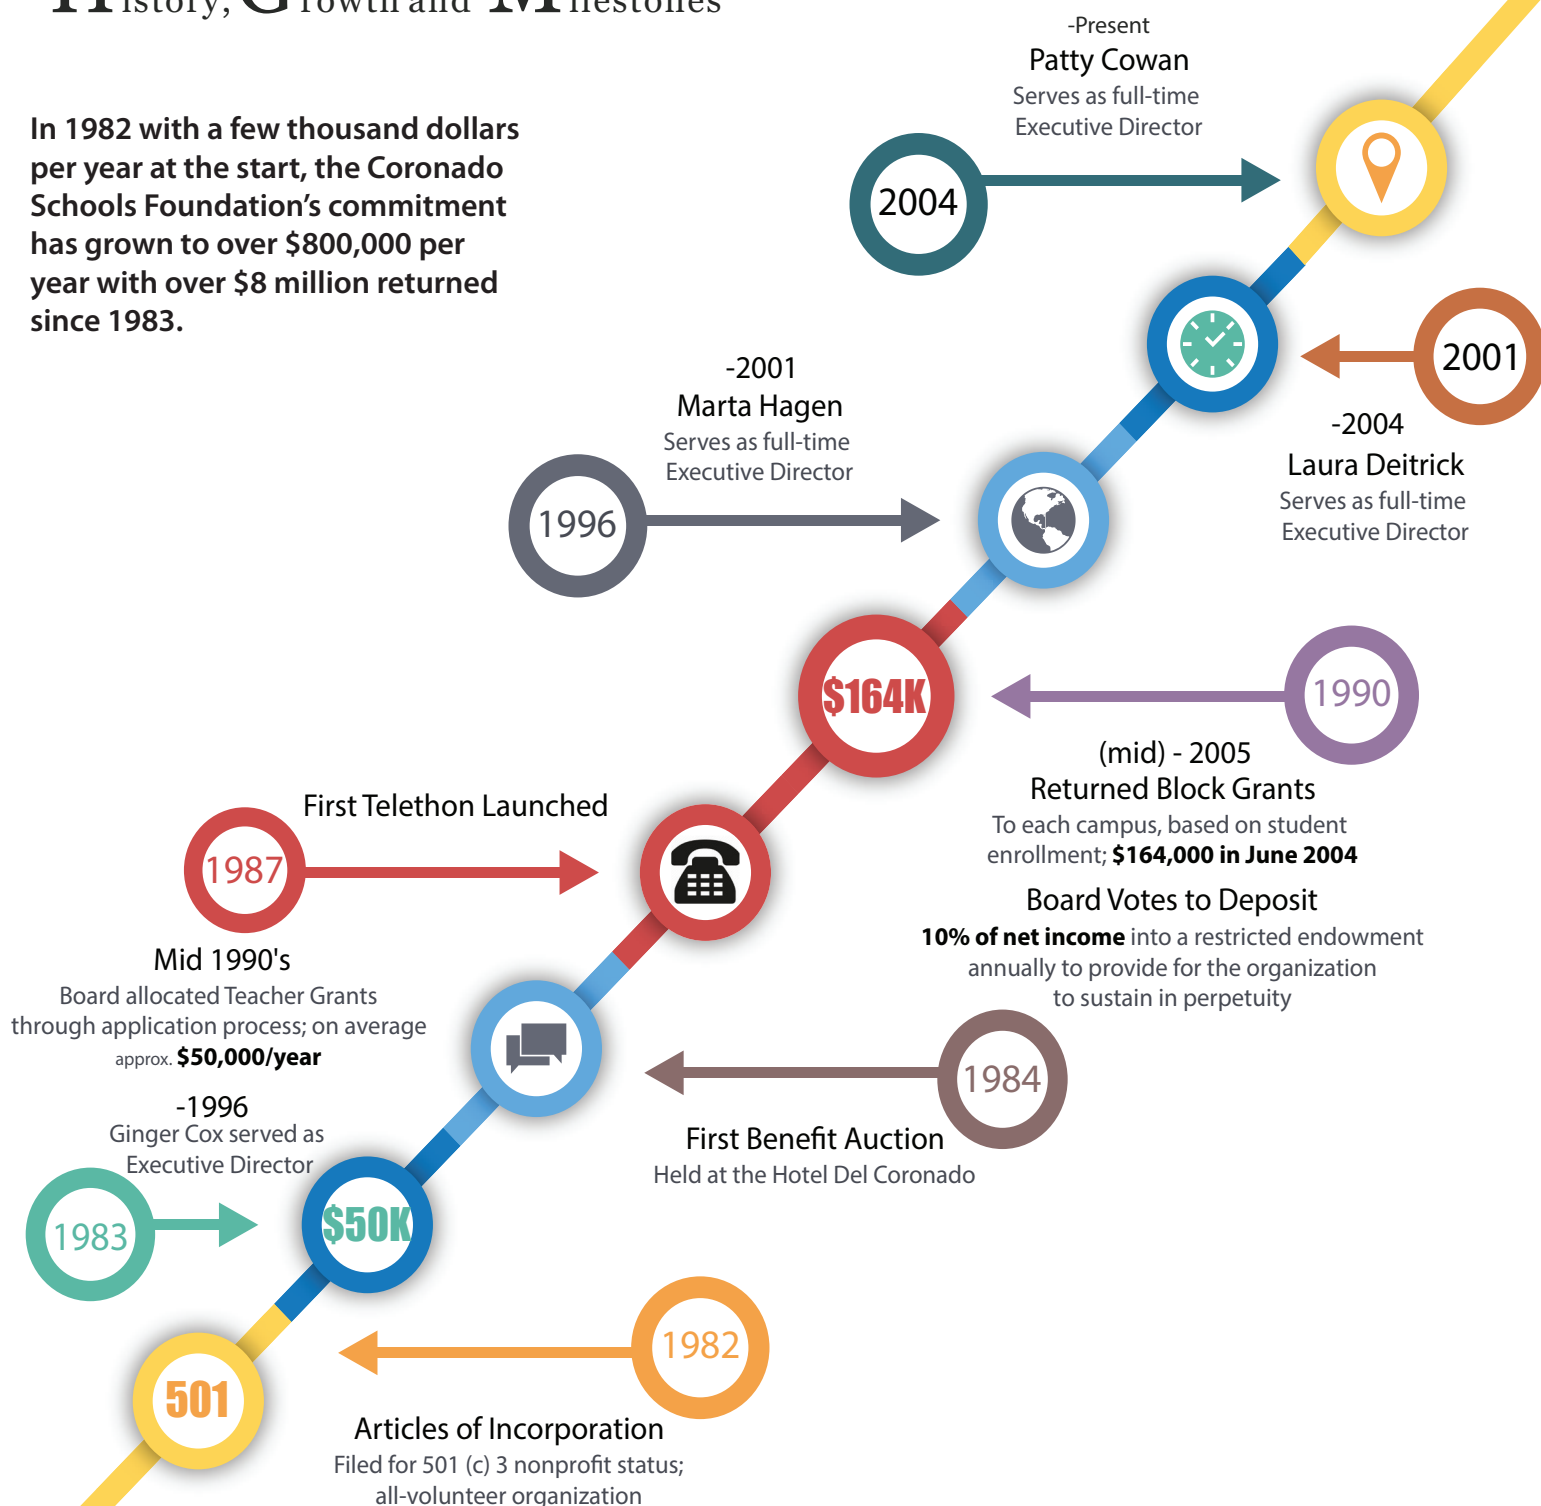 History, Growth and Milestones
In 1982 with a few thousand dollars
per year at the start, the Coronado
Schools Foundation’s commitment
has grown to over $800,000 per
year with over $8 million returned
since 1983.
2004
-Present
Patty Cowan
Serves as full-time
Executive Director
2001
-2004
Laura Deitrick
Serves as full-time
Executive Director
1996
-2001
Marta Hagen
Serves as full-time
Executive Director
$164K
1990
(mid) - 2005
Returned Block Grants
To each campus, based on student
enrollment; $164,000 in June 2004
Board Votes to Deposit
10% of net income into a restricted endowment
annually to provide for the organization
to sustain in perpetuity
First Telethon Launched
1987
Mid 1990's
Board allocated Teacher Grants
through application process; on average
approx. $50,000/year
1984
First Benefit Auction
Held at the Hotel Del Coronado
-1996
Ginger Cox served as
Executive Director
1983
$50K
1982
501
Articles of Incorporation
Filed for 501 (c) 3 nonprofit status;
all-volunteer organization